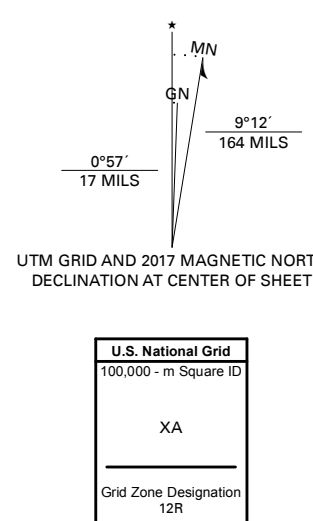 MN
GN
9°12´
164 MILS
0°57´
17 MILS
UTM GRID AND 2017 MAGNETIC NORT
DECLINATION AT CENTER OF SHEET
U.S. National Grid
100,000 - m Square ID
XA
Grid Zone Designation
12R